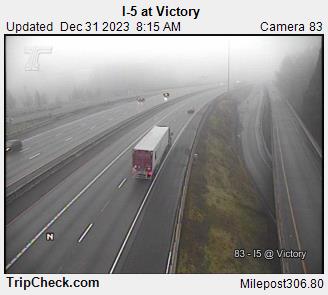 I-5 at Victory
Updated Dec 31 2023 8:15 AM Camera 83
N
83 - I5 @ Victory
TripCheck.com Milepost306.80